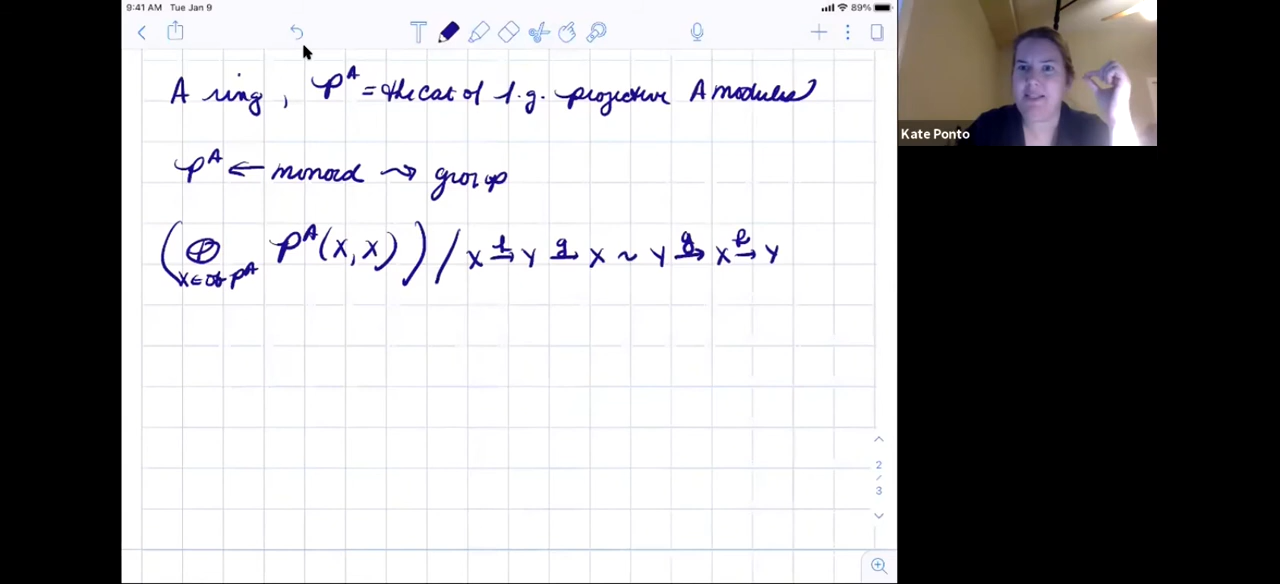 9:41 AM Tue Jan 9
89%
A ring, P^A = the cat of f.g. projective A modules
P^A ← monoid ⇝ group
(⊕_{X∈ob P^A} P^A(X, X)) / X →^f Y →^g X ~ Y →^g X →^f Y
Kate Ponto
2
/
3